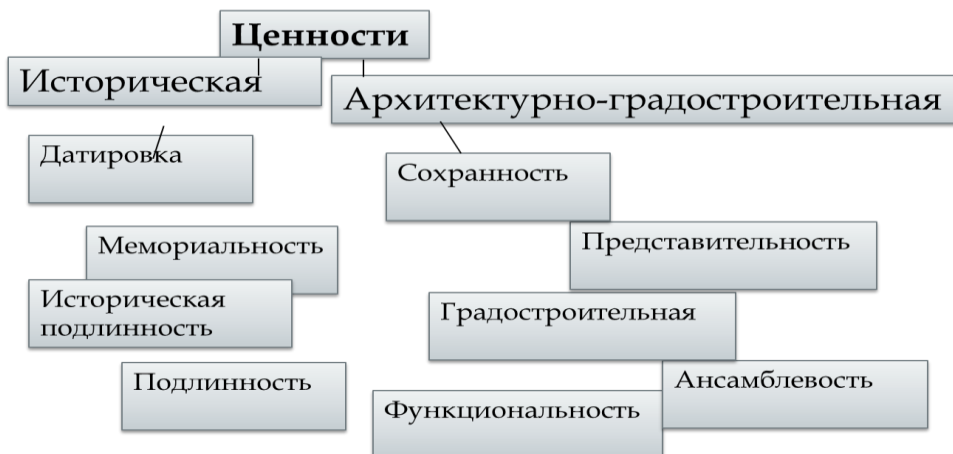 Ценности
Историческая
Архитектурно-градостроительная
Датировка
Сохранность
Мемориальность
Представительность
Историческая
подлинность
Градостроительная
Подлинность
Ансамблевость
Функциональность